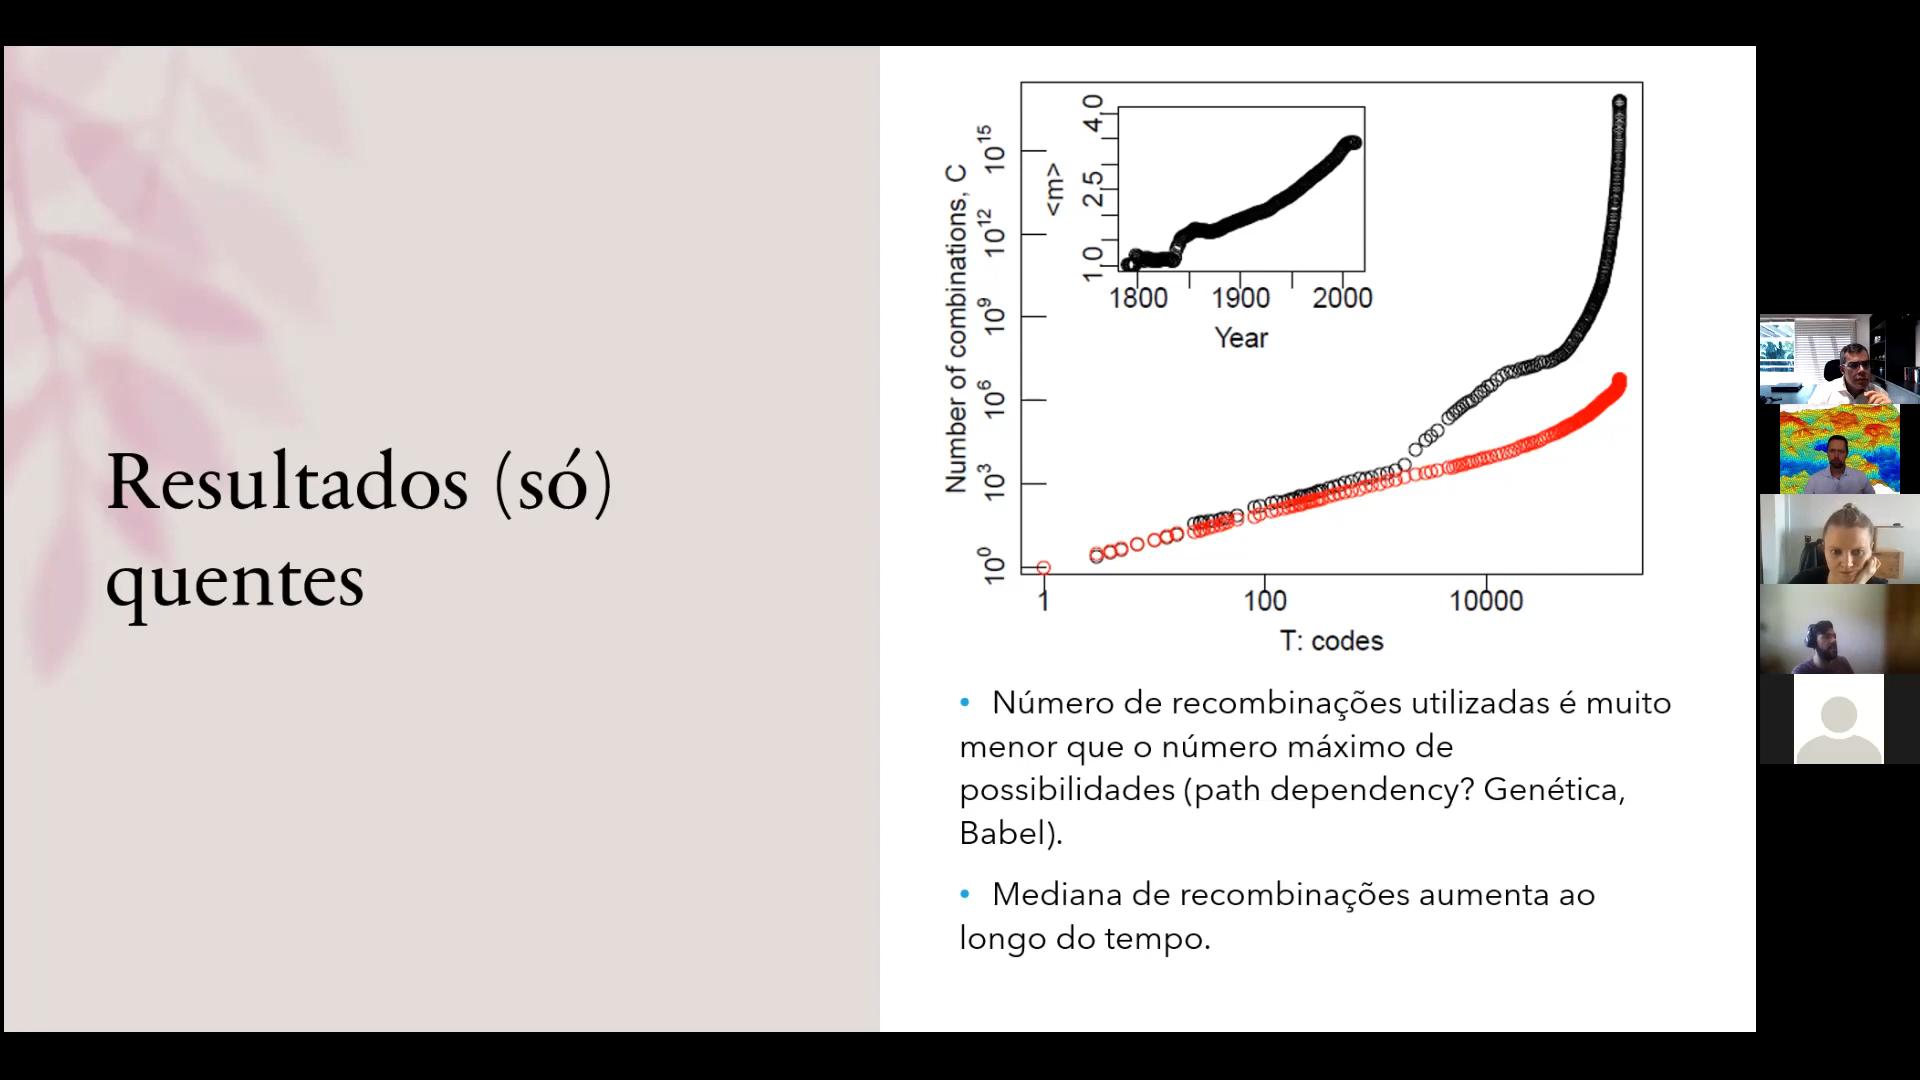 Resultados (só)
quentes
Number of combinations, C
10^15
10^12
10^9
10^6
10^3
10^0
<m>
4.0
2.5
1.0
1800 1900 2000
Year
1 100 10000
T: codes
• Número de recombinações utilizadas é muito
menor que o número máximo de
possibilidades (path dependency? Genética,
Babel).
• Mediana de recombinações aumenta ao
longo do tempo.